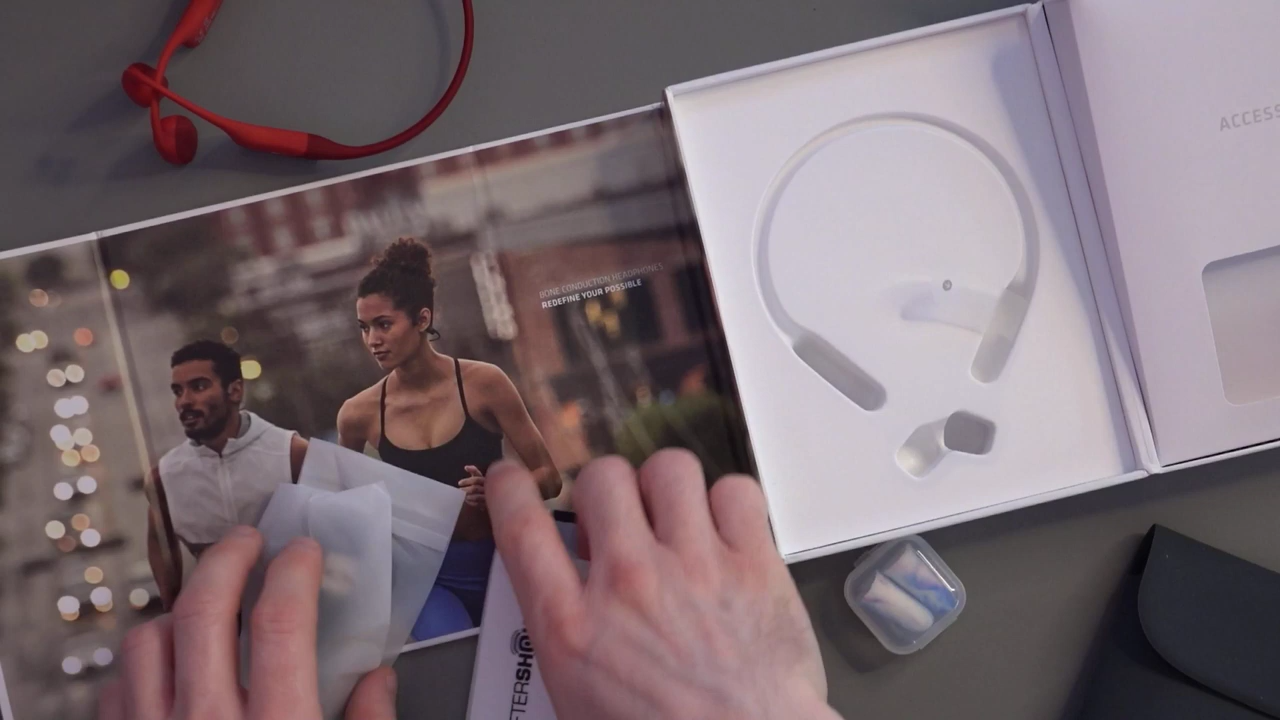 ACCESS
BONE CONDUCTION HEADPHONES
REDEFINE YOUR POSSIBLE
FTERSH